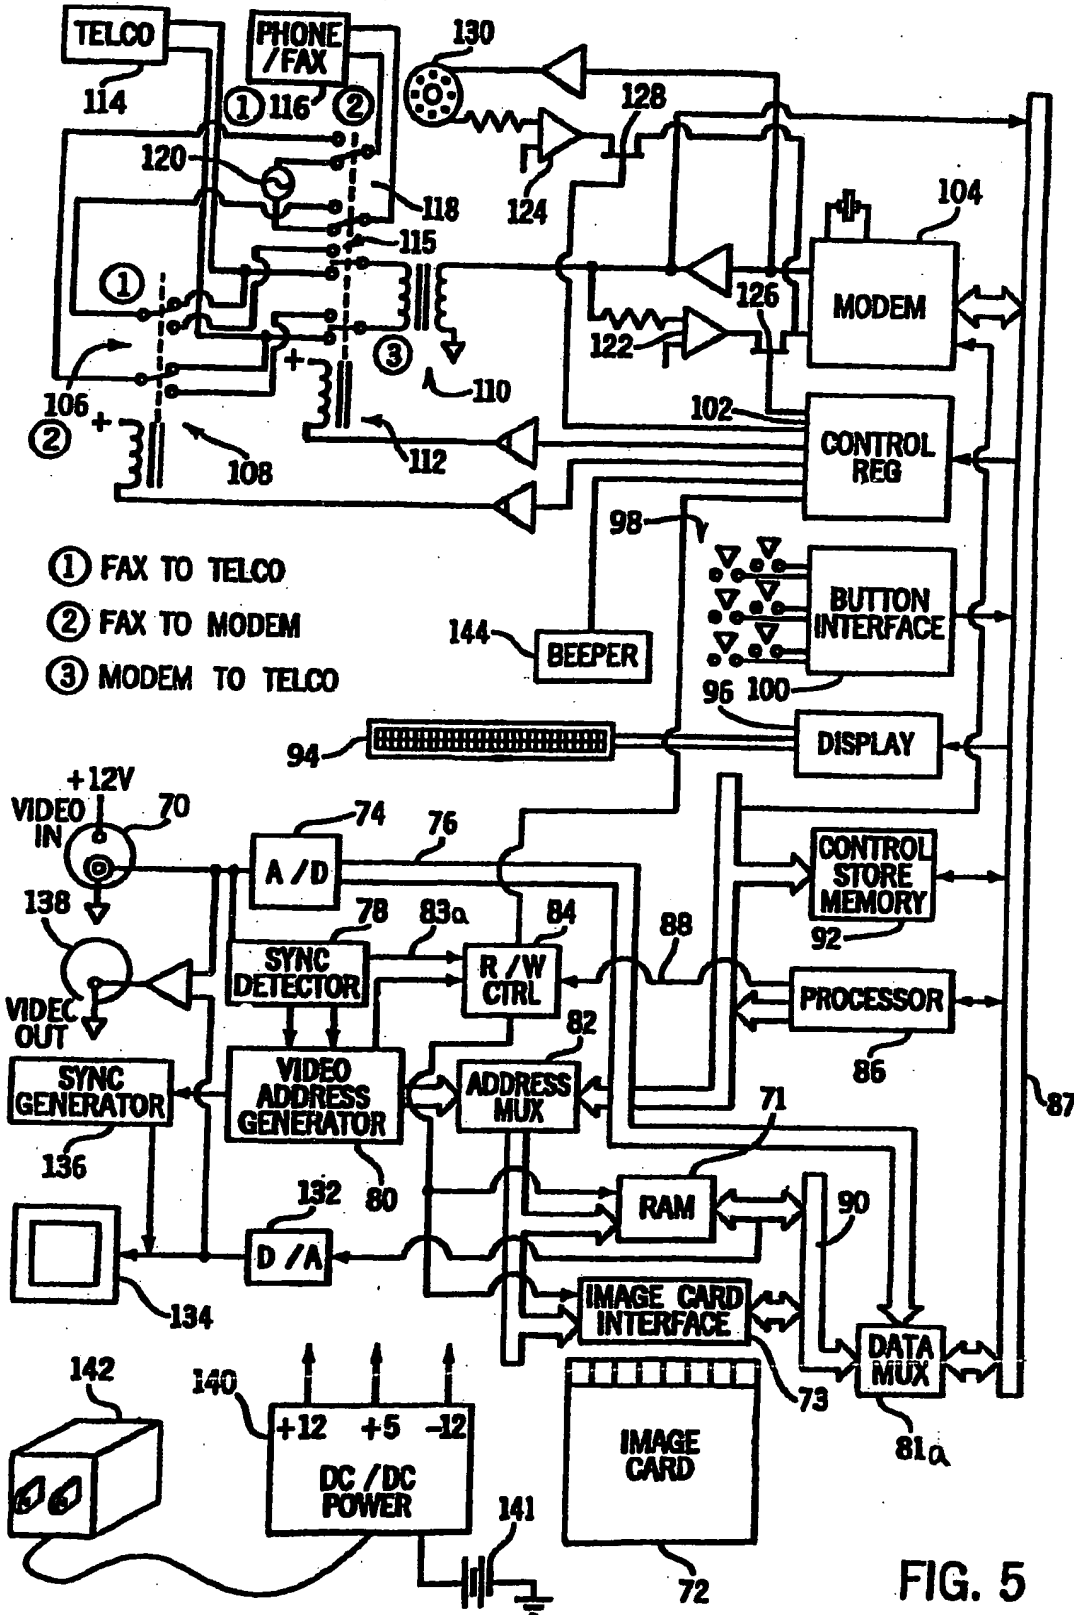 TELCO
114
PHONE
/FAX
1
116
2
130
128
120
118
124
104
115
1
126
MODEM
122
3
106
110
102
+
2
+
108
112
CONTROL
REG
98
1 FAX TO TELCO
2 FAX TO MODEM
3 MODEM TO TELCO
BUTTON
INTERFACE
144
BEEPER
96
100
94
DISPLAY
+12V
VIDEO
IN
70
74
76
A/D
CONTROL
STORE
MEMORY
92
138
78
83a
84
88
SYNC
DETECTOR
R/W
CTRL
PROCESSOR
86
VIDEO
OUT
82
SYNC
GENERATOR
136
VIDEO
ADDRESS
GENERATOR
80
ADDRESS
MUX
71
87
RAM
90
132
D/A
134
IMAGE CARD
INTERFACE
73
DATA
MUX
81a
142
140
+12 +5 -12
DC/DC
POWER
141
IMAGE
CARD
72
FIG. 5